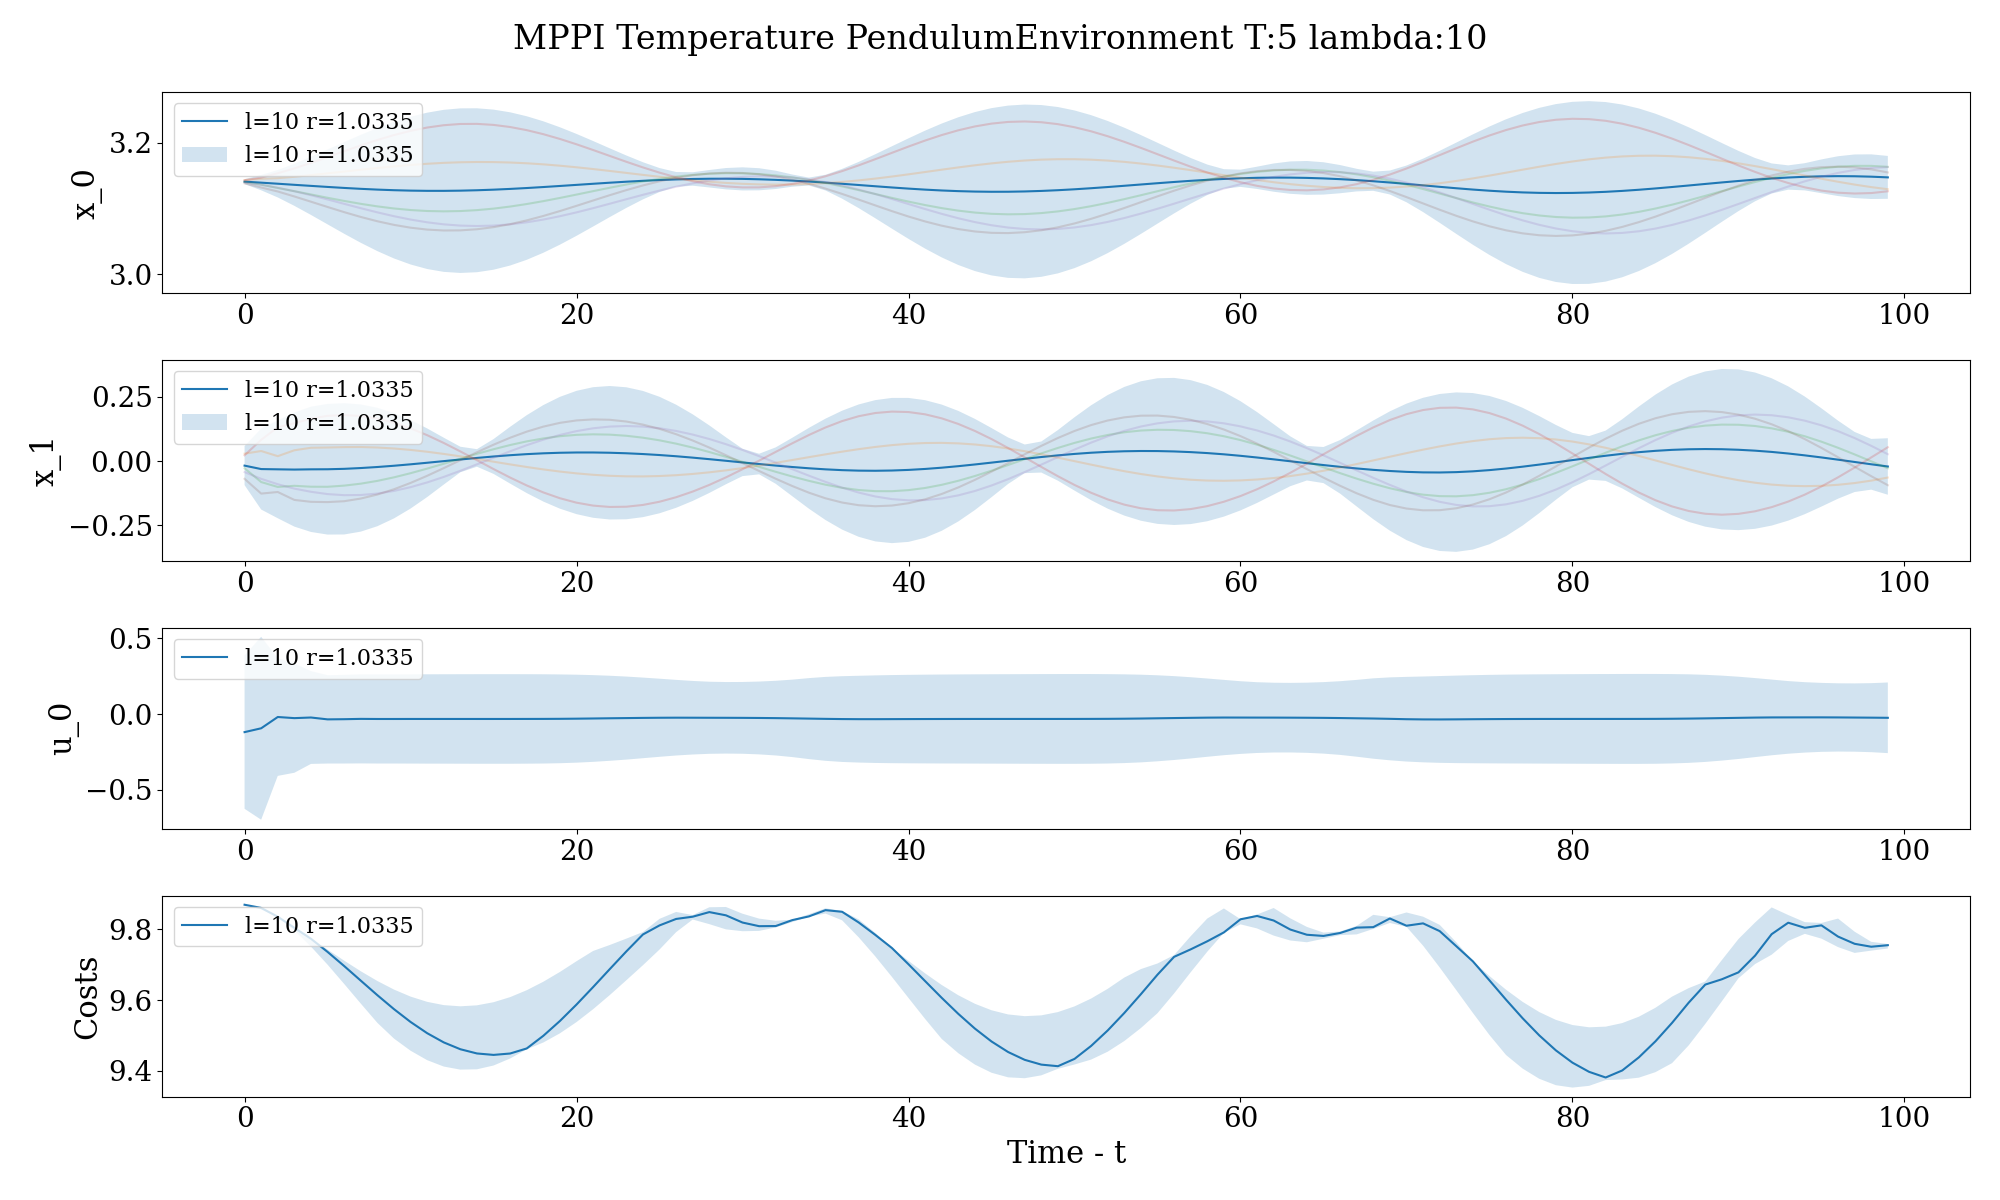 MPPI Temperature PendulumEnvironment T:5 lambda:10
l=10 r=1.0335
l=10 r=1.0335
x_0
3.2
3.0
0 20 40 60 80 100
l=10 r=1.0335
l=10 r=1.0335
x_1
0.25
0.00
−0.25
0 20 40 60 80 100
l=10 r=1.0335
u_0
0.5
0.0
−0.5
0 20 40 60 80 100
l=10 r=1.0335
Costs
9.8
9.6
9.4
0 20 40 60 80 100
Time - t